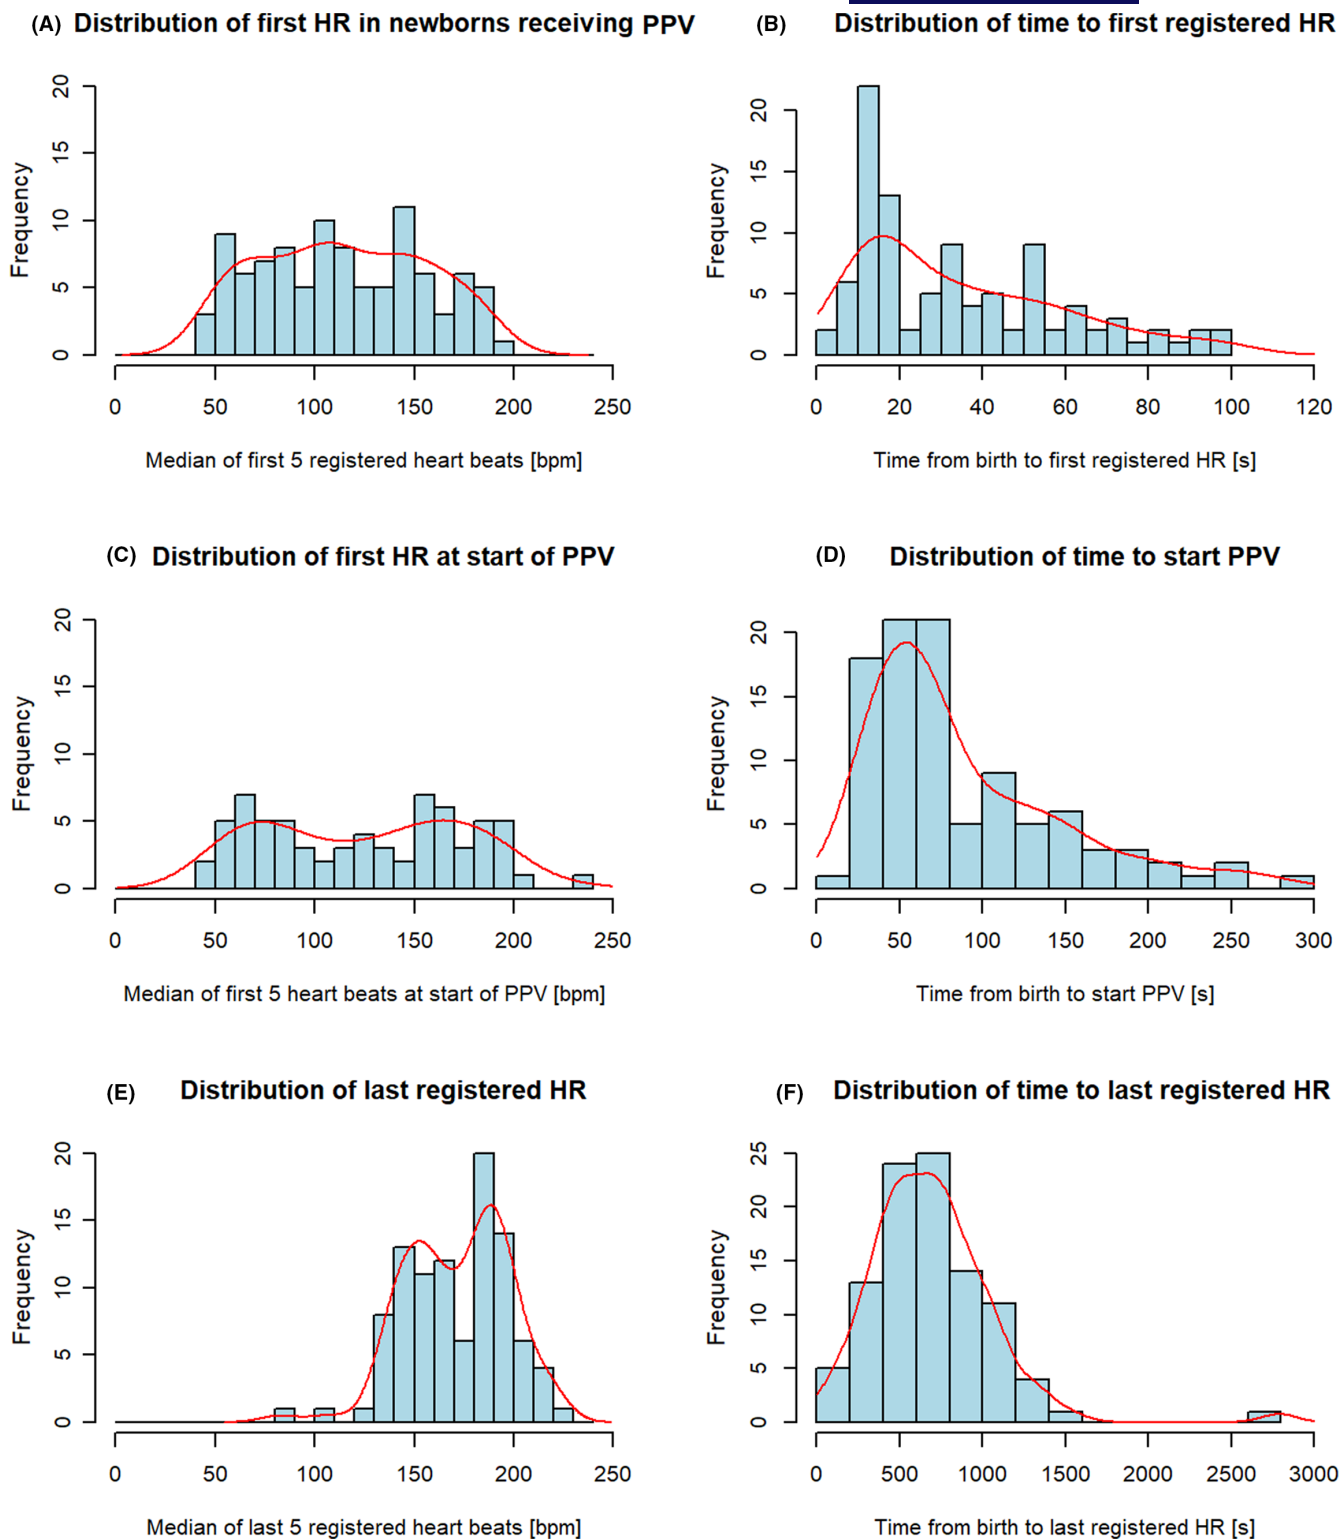 (A) Distribution of first HR in newborns receiving PPV
Frequency
20
15
10
5
0
0 50 100 150 200 250
Median of first 5 registered heart beats [bpm]
(B) Distribution of time to first registered HR
Frequency
20
15
10
5
0
0 20 40 60 80 100 120
Time from birth to first registered HR [s]
(C) Distribution of first HR at start of PPV
Frequency
20
15
10
5
0
0 50 100 150 200 250
Median of first 5 heart beats at start of PPV [bpm]
(D) Distribution of time to start PPV
Frequency
20
15
10
5
0
0 50 100 150 200 250 300
Time from birth to start PPV [s]
(E) Distribution of last registered HR
Frequency
20
15
10
5
0
0 50 100 150 200 250
Median of last 5 registered heart beats [bpm]
(F) Distribution of time to last registered HR
Frequency
25
20
15
10
5
0
0 500 1000 1500 2000 2500 3000
Time from birth to last registered HR [s]